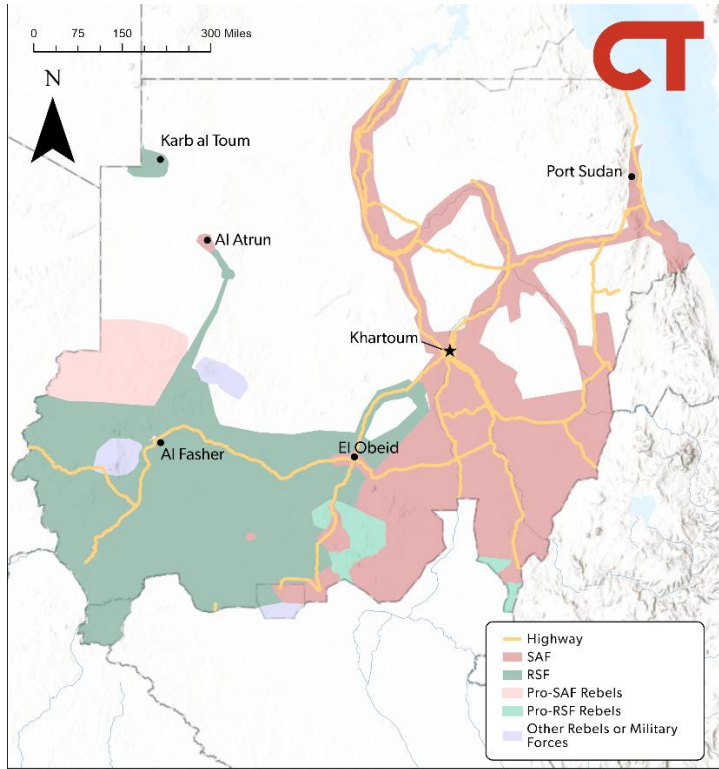 0 75 150 300 Miles
CT
N
Karb al Toum
Port Sudan
Al Atrun
Khartoum
El Obeid
Al Fasher
Highway
SAF
RSF
Pro-SAF Rebels
Pro-RSF Rebels
Other Rebels or Military
Forces